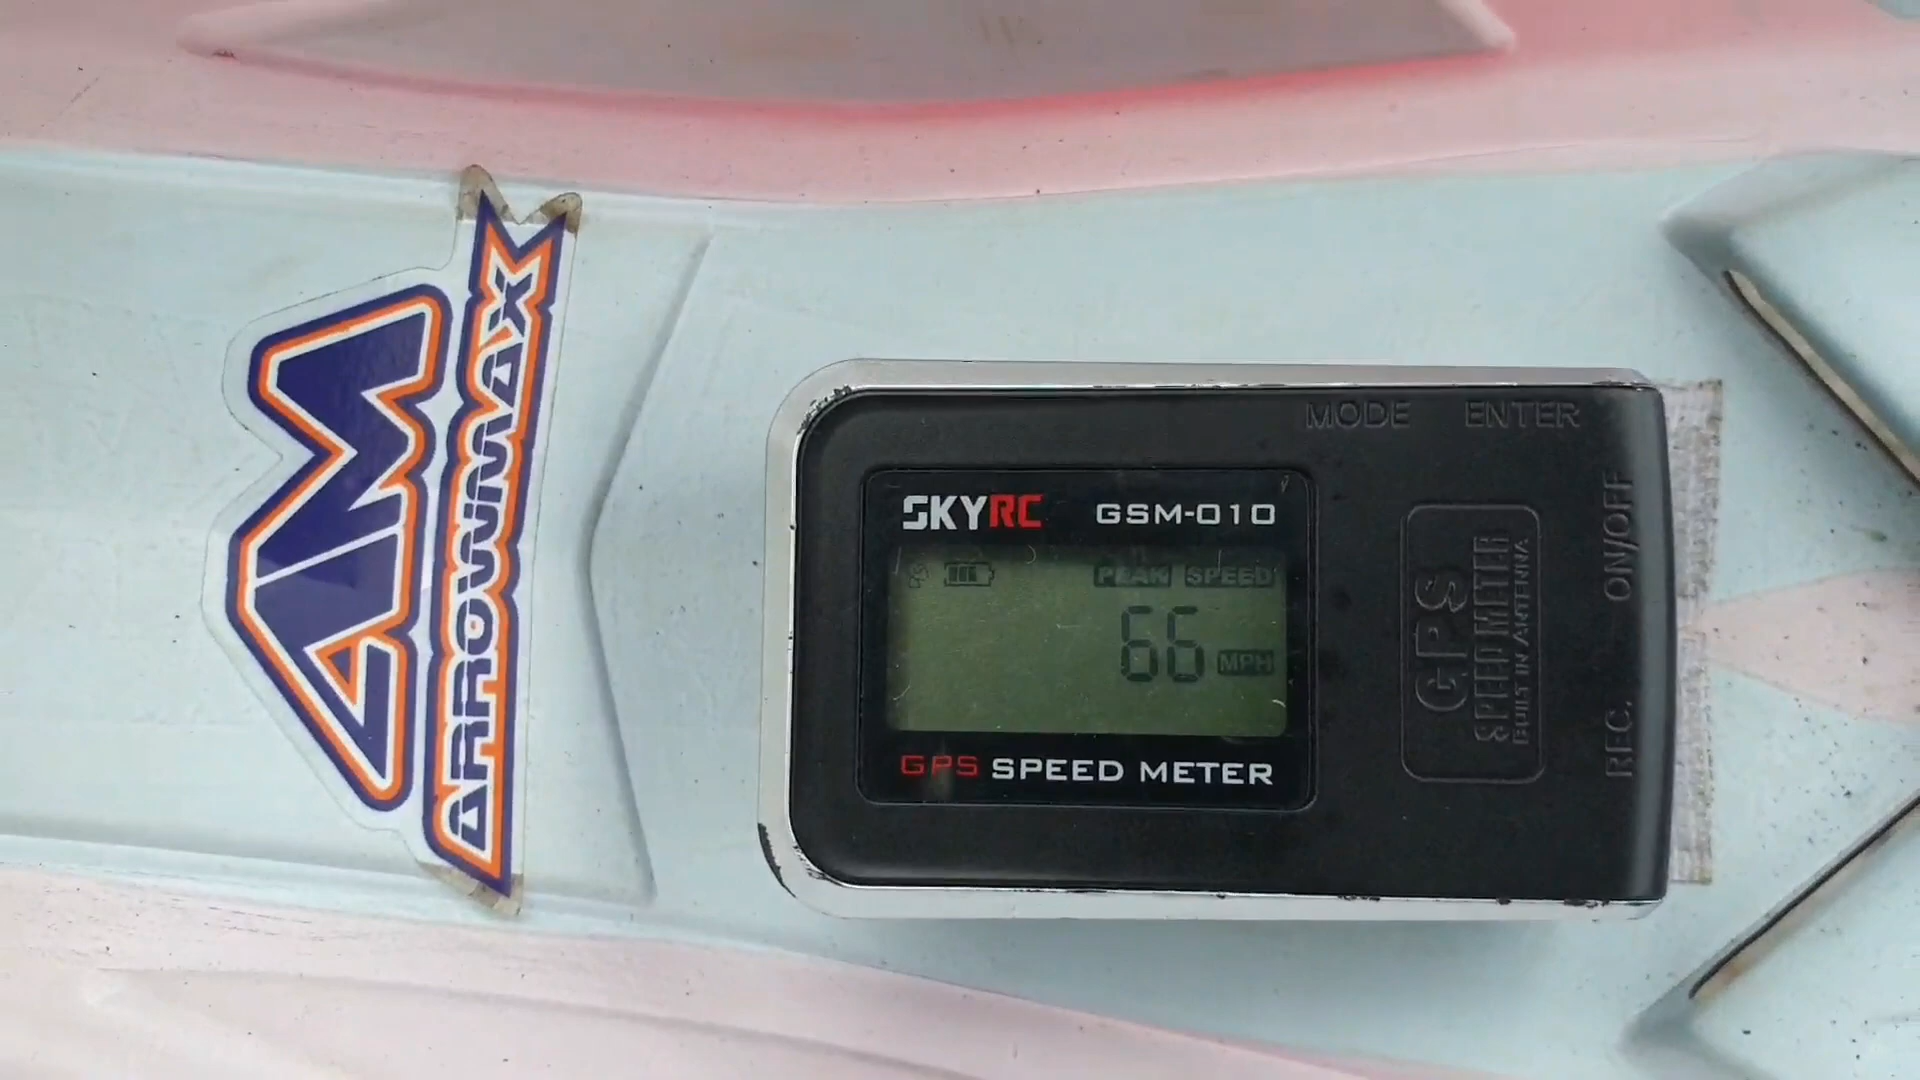 AM
ARROWMAX
MODE ENTER
SKYRC GSM-010
PEAK SPEED
66 MPH
GPS SPEED METER
GPS
SPEED METER
BUILT IN ANTENNA
ON/OFF
REC.